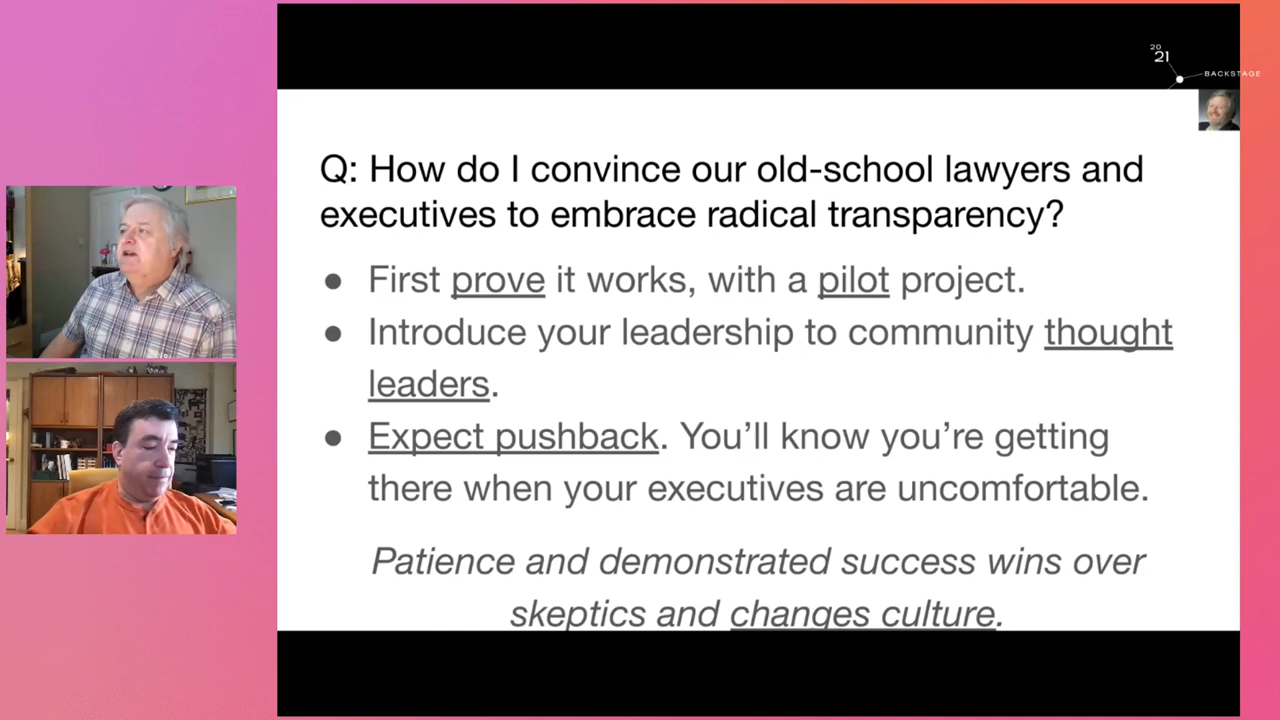 20
21
BACKSTAGE
Q: How do I convince our old-school lawyers and
executives to embrace radical transparency?
● First prove it works, with a pilot project.
● Introduce your leadership to community thought
leaders.
● Expect pushback. You’ll know you’re getting
there when your executives are uncomfortable.
Patience and demonstrated success wins over
skeptics and changes culture.